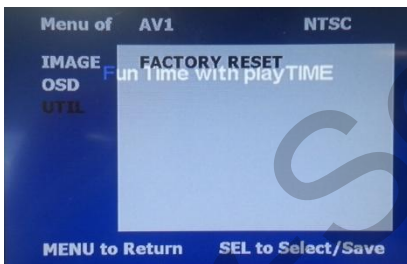 Menu of AV1 NTSC
IMAGE FACTORY RESET
Fun Time with playTIME
OSD
UTIL
MENU to Return SEL to Select/Save